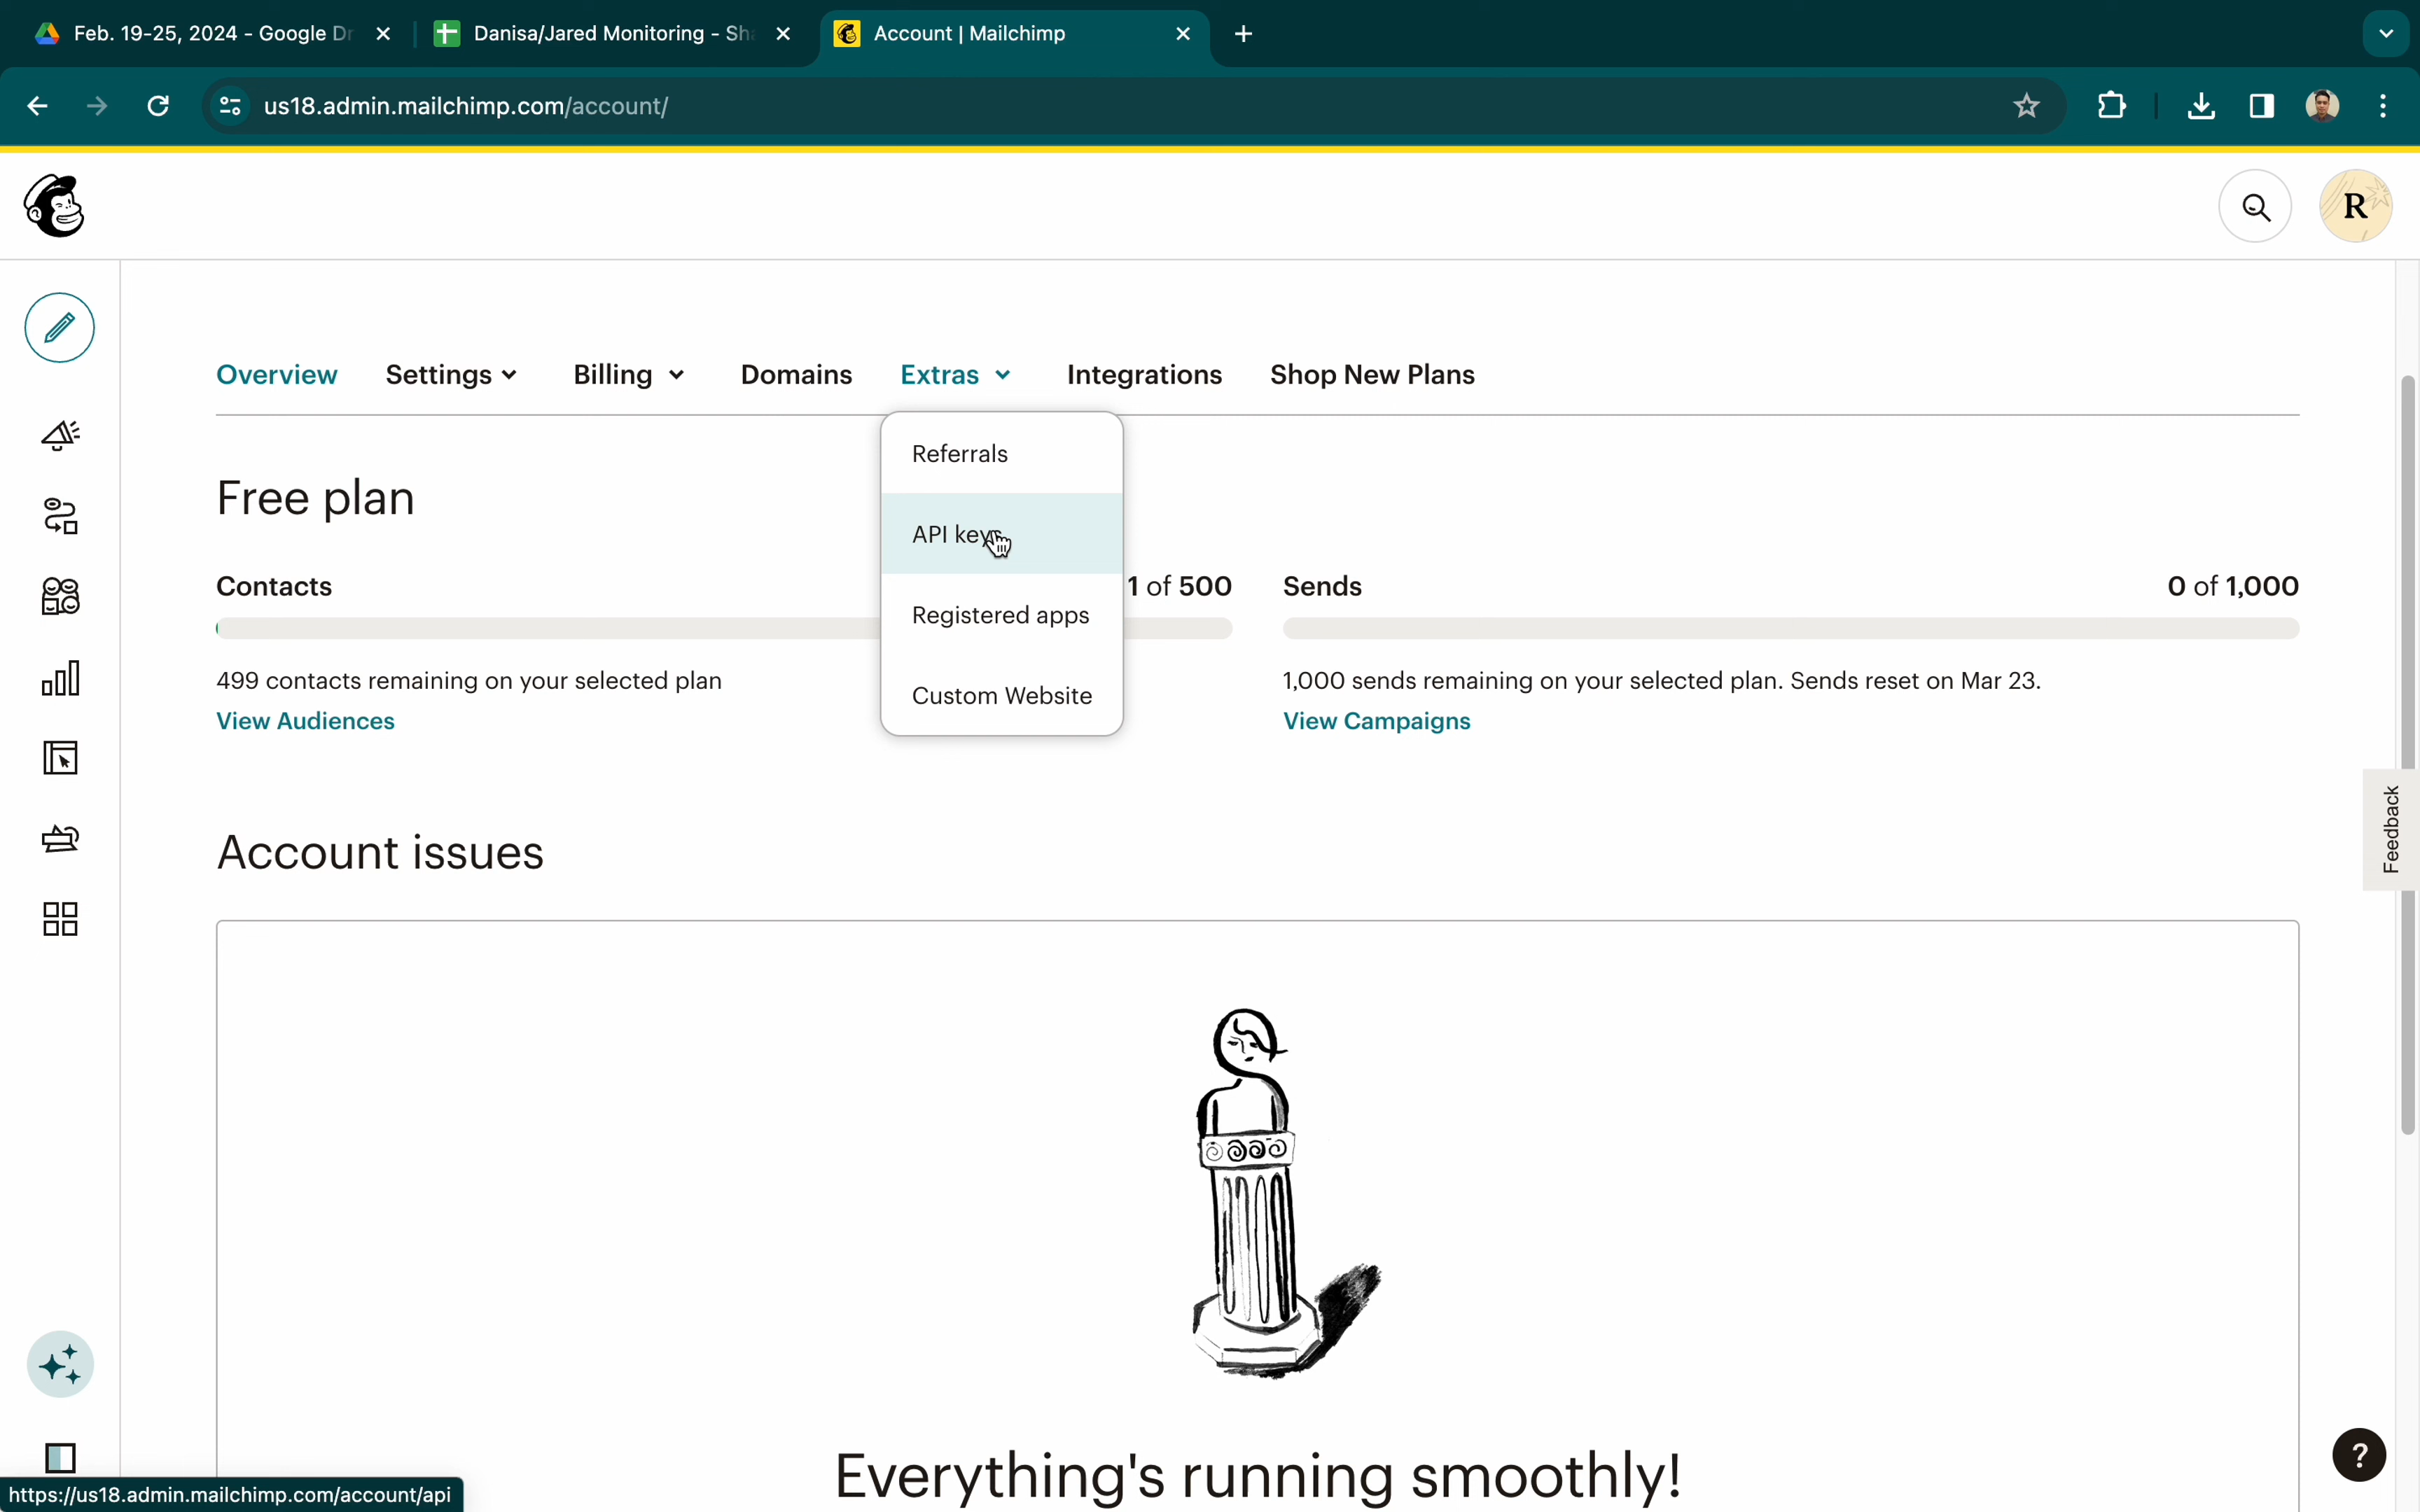 Feb. 19-25, 2024 - Google Dr
Danisa/Jared Monitoring - Sh
Account | Mailchimp
us18.admin.mailchimp.com/account/
R
Overview
Settings
Billing
Domains
Extras
Integrations
Shop New Plans
Referrals
API keys
Registered apps
Custom Website
Free plan
Contacts
1 of 500
499 contacts remaining on your selected plan
View Audiences
Sends
0 of 1,000
1,000 sends remaining on your selected plan. Sends reset on Mar 23.
View Campaigns
Feedback
Account issues
Everything's running smoothly!
?
https://us18.admin.mailchimp.com/account/api